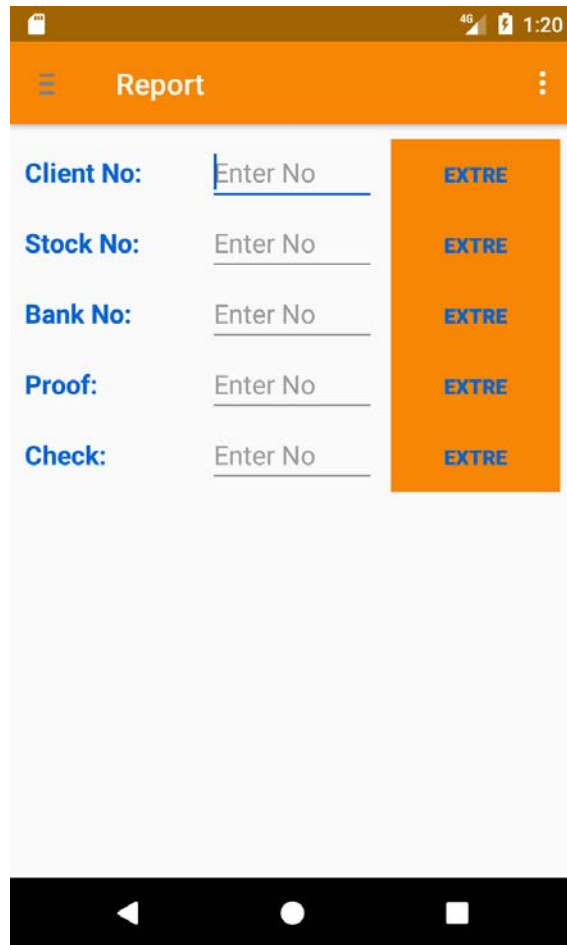 4G 1:20
Report
Client No: Enter No EXTRE
Stock No: Enter No EXTRE
Bank No: Enter No EXTRE
Proof: Enter No EXTRE
Check: Enter No EXTRE